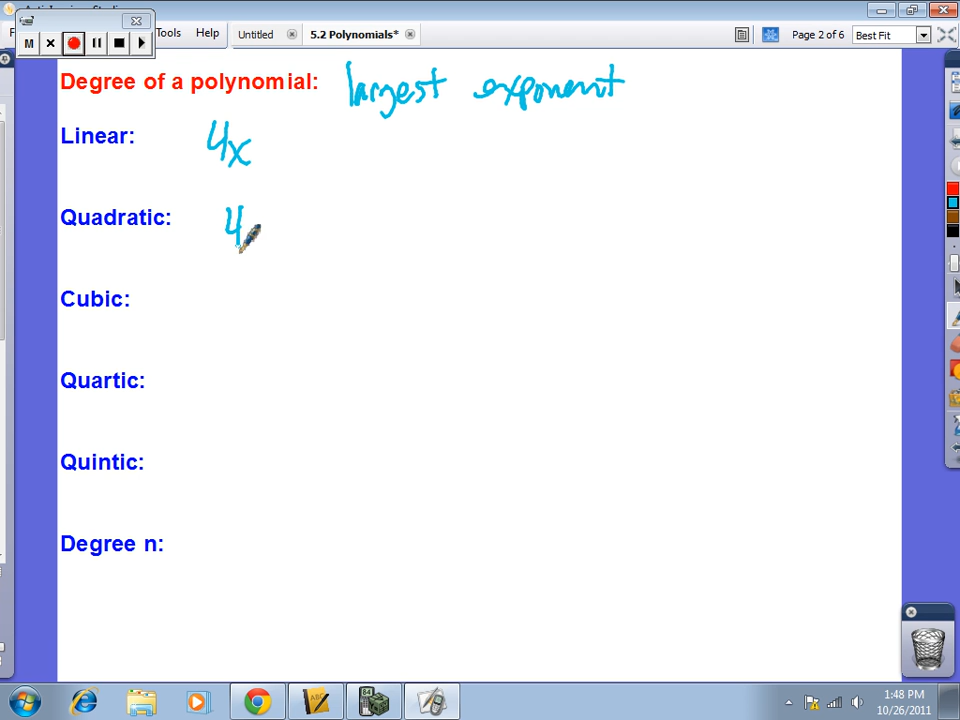 Tools Help Untitled 5.2 Polynomials* Page 2 of 6 Best Fit
M
Degree of a polynomial: largest exponent
Linear: 4x
Quadratic: 4
Cubic:
Quartic:
Quintic:
Degree n:
1:48 PM
10/26/2011